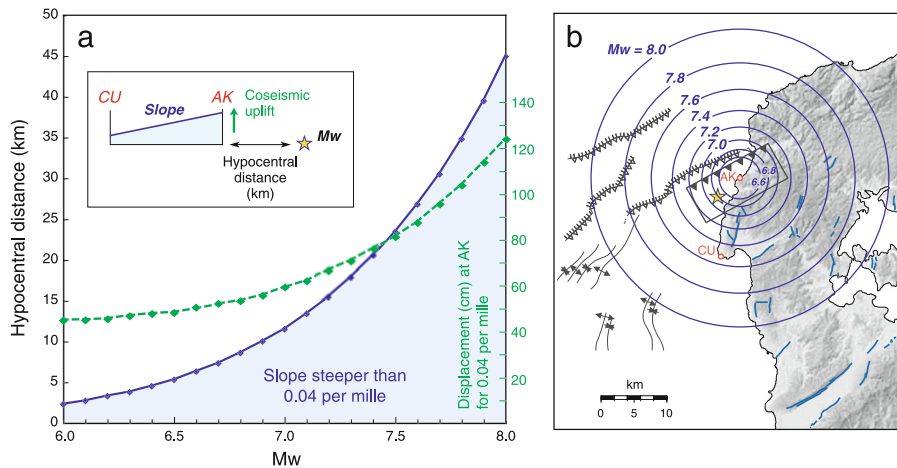 a
50
45
40
35
30
25
20
15
10
5
0
Hypocentral distance (km)
6.0
6.5
7.0
7.5
8.0
Mw
140
120
100
80
60
40
20
10
Displacement (cm) at AK
for 0.04 per mille
CU
AK
Slope
Coseismic
uplift
Mw
Hypocentral
distance
(km)
Slope steeper than
0.04 per mille
b
Mw = 8.0
7.8
7.6
7.4
7.2
7.0
6.8
6.6
AK
CU
km
0
10
10